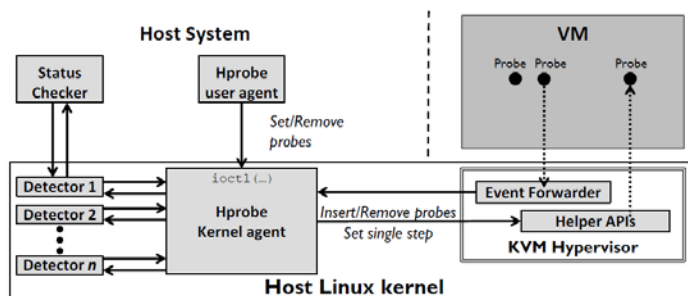 Host System
VM
Status
Checker
Hprobe
user agent
Probe
Probe
Probe
Set/Remove
probes
ioctl(…)
Detector 1
Detector 2
Detector n
Hprobe
Kernel agent
Insert/Remove probes
Set single step
Event Forwarder
Helper APIs
KVM Hypervisor
Host Linux kernel